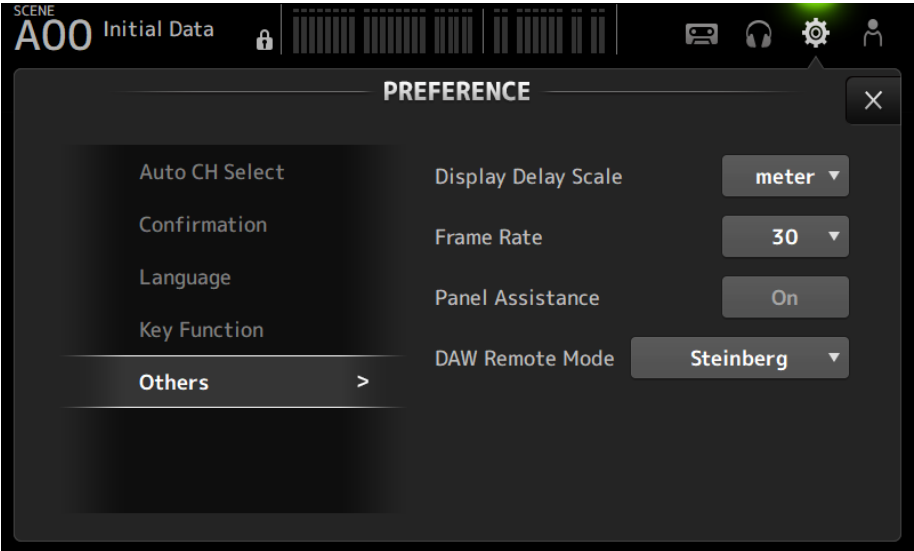 SCENE
A00 Initial Data
PREFERENCE
Auto CH Select
Confirmation
Language
Key Function
Others >
Display Delay Scale meter
Frame Rate 30
Panel Assistance On
DAW Remote Mode Steinberg